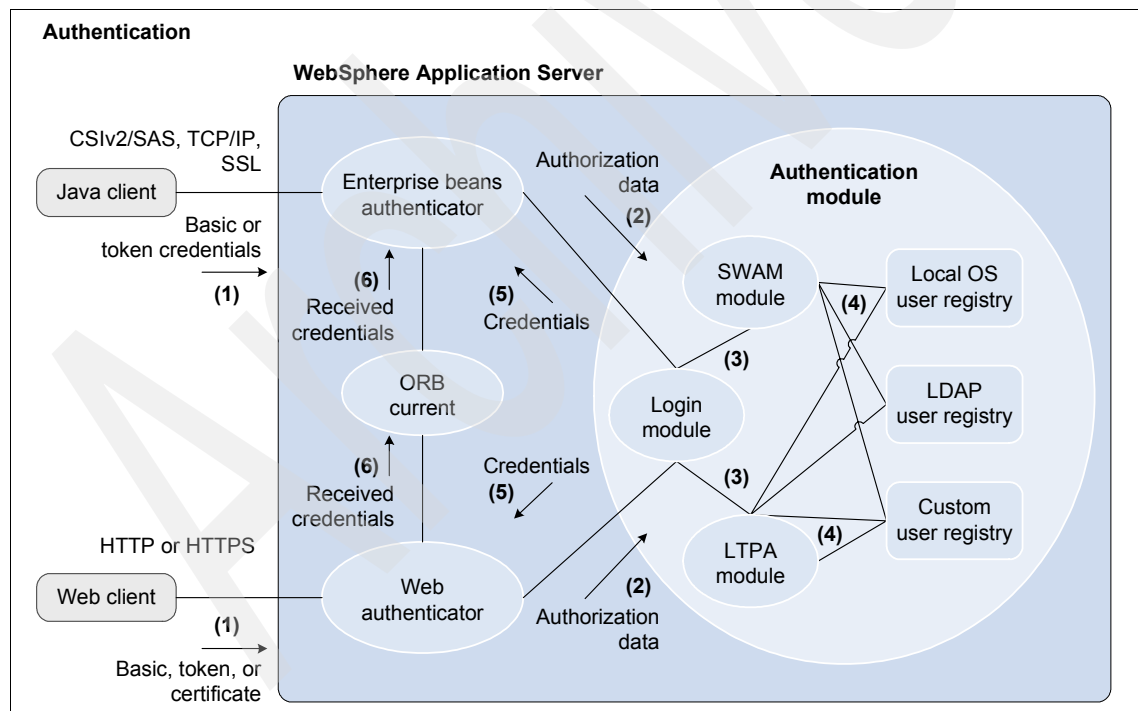 Authentication
WebSphere Application Server
CSIv2/SAS, TCP/IP,
SSL
Java client
Basic or
token credentials
(1)
Enterprise beans
authenticator
Authorization
data
(2)
Authentication
module
(6)
Received
credentials
(5)
Credentials
SWAM
module
(4)
Local OS
user registry
(3)
ORB
current
Login
module
LDAP
user registry
(6)
Received
credentials
Credentials
(5)
(3)
Custom
user registry
HTTP or HTTPS
Web client
(1)
Basic, token, or
certificate
Web
authenticator
(2)
Authorization
data
LTPA
module
(4)